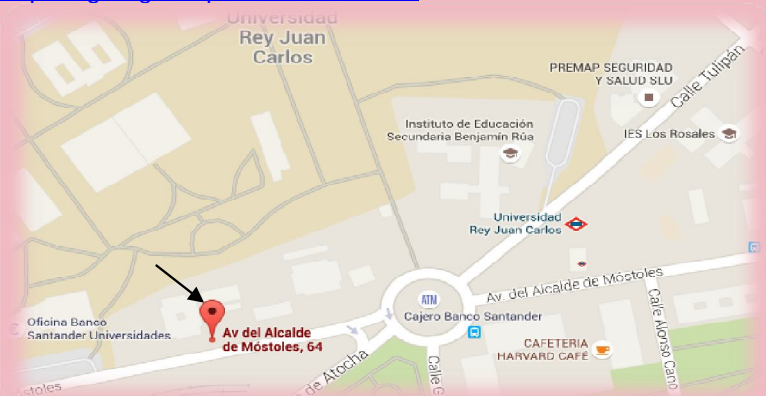 Universidad
Rey Juan
Carlos
PREMAP SEGURIDAD
Y SALUD SLU
Calle Tulipán
Instituto de Educación
Secundaria Benjamín Rúa
IES Los Rosales
Universidad
Rey Juan Carlos
Av. del Alcalde de Móstoles
ATM
Cajero Banco Santander
Oficina Banco
Santander Universidades
Av del Alcalde
de Móstoles, 64
CAFETERIA
HARVARD CAFÉ
Calle Alonso Cano
de Atocha
Calle G
stoles